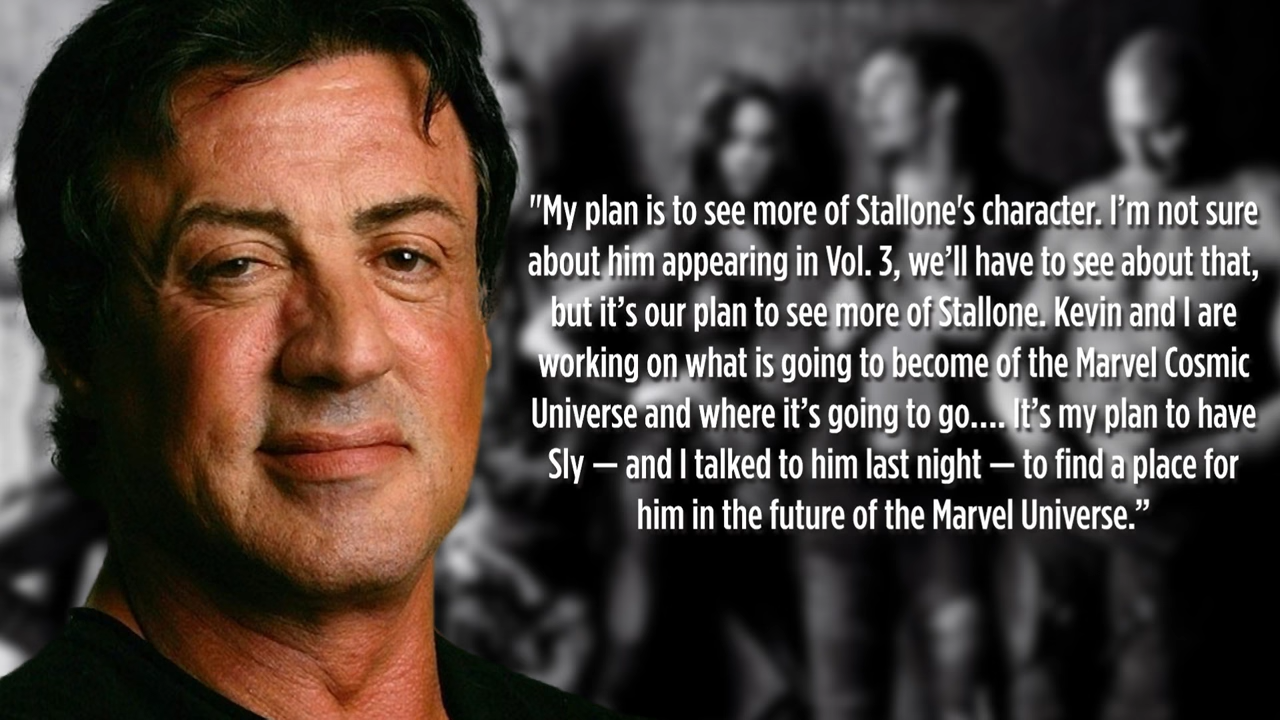 "My plan is to see more of Stallone's character. I’m not sure
about him appearing in Vol. 3, we’ll have to see about that,
but it’s our plan to see more of Stallone. Kevin and I are
working on what is going to become of the Marvel Cosmic
Universe and where it’s going to go.... It’s my plan to have
Sly — and I talked to him last night — to find a place for
him in the future of the Marvel Universe.”